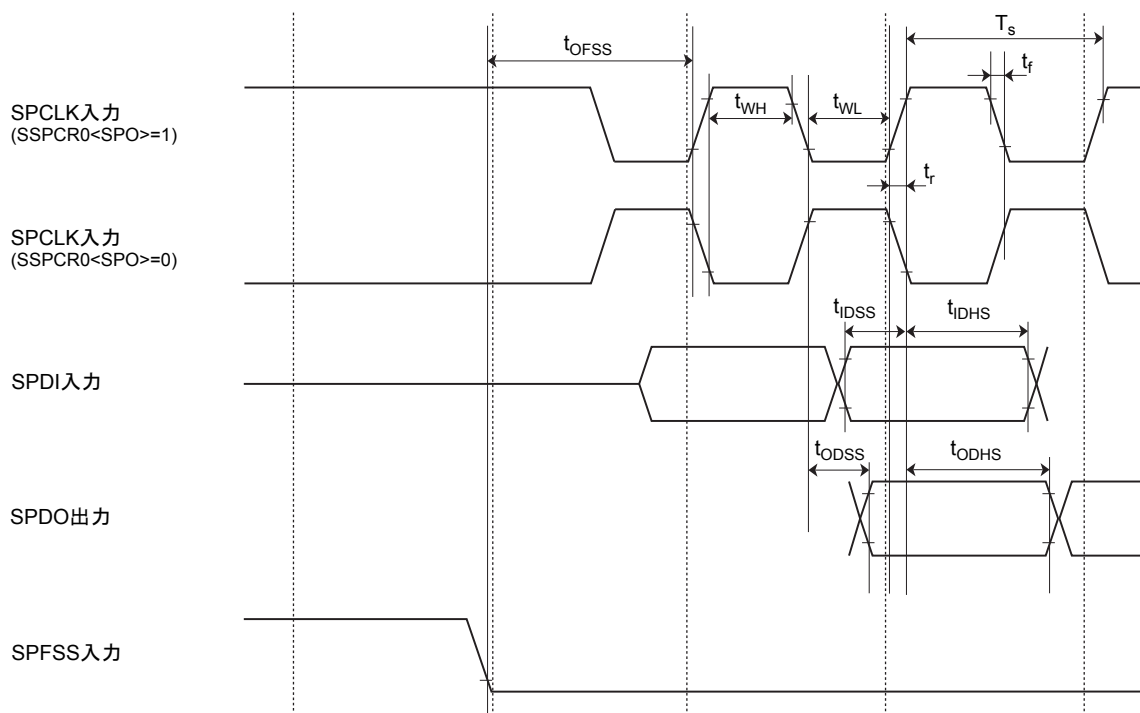 tOFSS
Ts
tf
SPCLK入力
(SSPCR0<SPO>=1)
tWH
tWL
tr
SPCLK入力
(SSPCR0<SPO>=0)
tIDSS
tIDHS
SPDI入力
tODSS
tODHS
SPDO出力
SPFSS入力